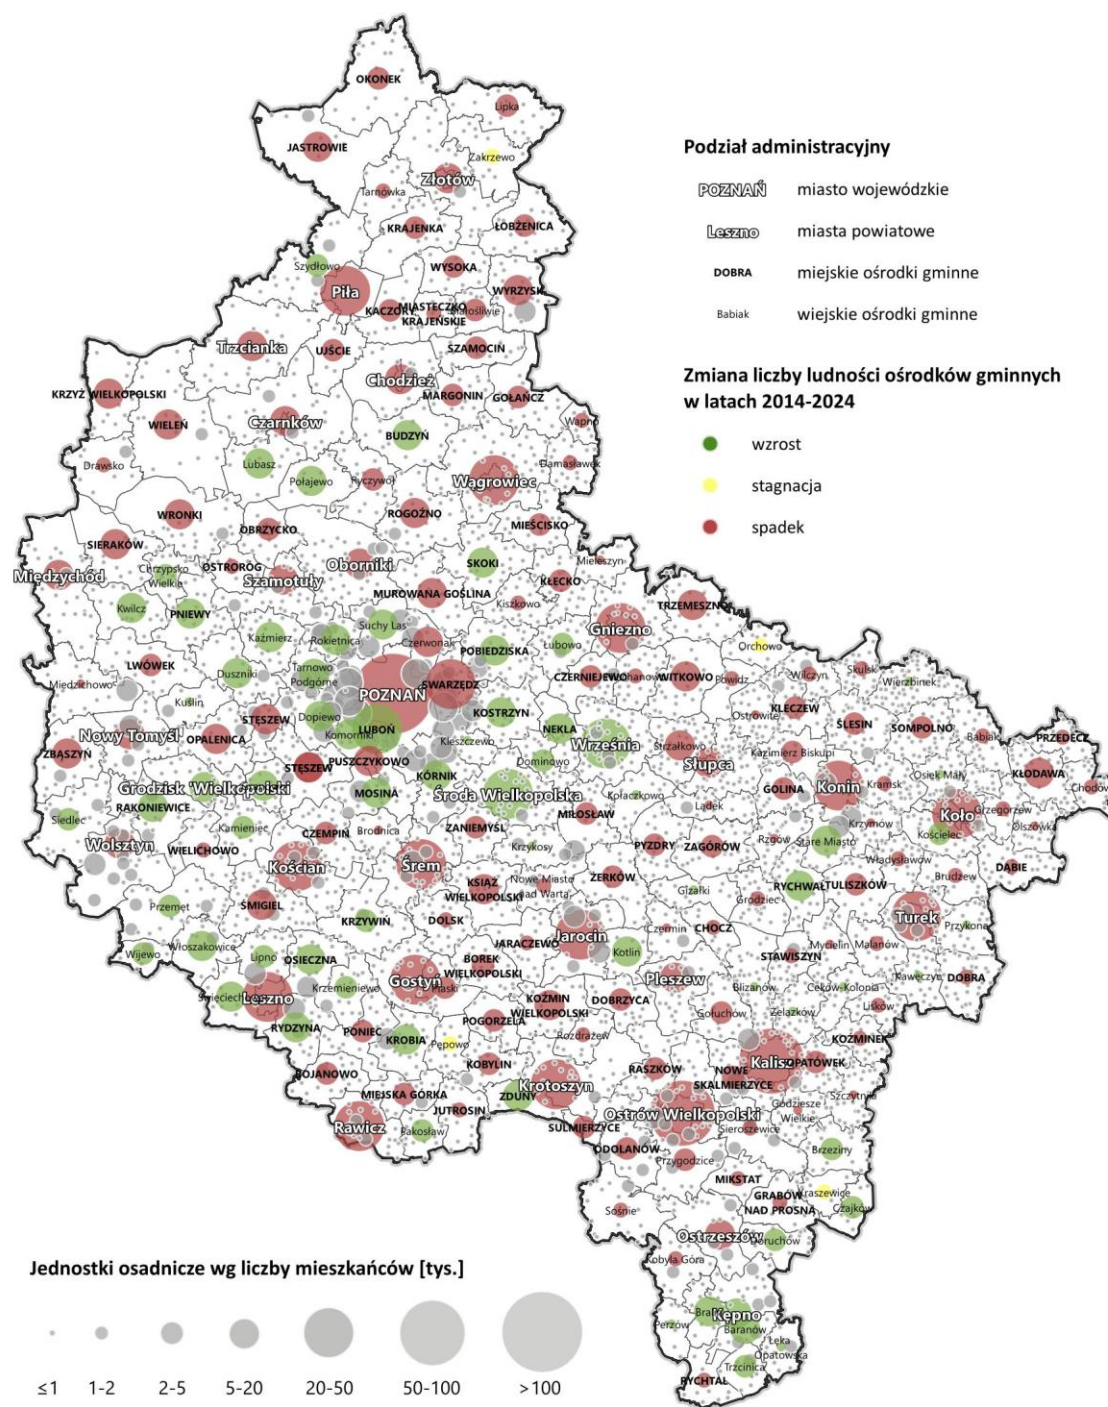 OKONEK
Lipka
JASTROWIE
Zakrzewo
Złotów
Tarnówka
KRAJENKA
ŁOBŻENICA
Szydłowo
WYSOKA
Piła
WYRZYSK
KACZORY
MIASTECZKO
KRAJEŃSKIE
Białośliwie
Trzcianka
UJŚCIE
SZAMOCIN
Chodzież
KRZYŻ WIELKOPOLSKI
MARGONIN
GOŁAŃCZ
WIELEŃ
Czarnków
Wapno
BUDZYŃ
Drawsko
Lubasz
Damasławek
Połajewo
Ryczywół
Wągrowiec
WRONKI
ROGOŹNO
OBRZYCKO
MIEŚCISKO
SIERAKÓW
Międzychód
Chrzypsko
Wielkie
OSTRORÓG
Oborniki
SKOKI
Mieleszyn
Szamotuły
KŁECKO
MUROWANA GOŚLINA
Kiszkowo
Kwilcz
PNIEWY
TRZEMESZNO
Suchy Las
Gniezno
Kaźmierz
Rokietnica
Czerwonak
POBIEDZISKA
Łubowo
Orchowo
LWÓWEK
Miedzichowo
Duszniki
Tarnowo
Podgórne
POZNAŃ
SWARZĘDZ
CZERNIEJEWO
WITKOWO
Powidz
Wilczyn
Skulsk
Wierzbinek
Kuślin
STĘSZEW
Dopiewo
Komorniki
LUBOŃ
KOSTRZYN
NEKLA
Ostrowite
KLECZEW
ŚLESIN
SOMPOLNO
Babiak
PRZEDECZ
ZBĄSZYŃ
Nowy Tomyśl
OPALENICA
Kleszczewo
Września
Strzałkowo
Słupca
Kazimierz Biskupi
STĘSZEW
PUSZCZYKOWO
Dominowo
KÓRNIK
Grodzisk Wielkopolski
MOSINA
Środa Wielkopolska
Kołaczkowo
GOLINA
Konin
Kramsk
Osiek Mały
KŁODAWA
Chodów
RAKONIEWICE
Siedlec
Kamieniec
Brodnica
ZANIEMYŚL
MIŁOSŁAW
Lądek
Krzymów
Koło
Grzegorzew
Olszówka
Wolsztyn
WIELICHOWO
CZEMPIŃ
Krzykosy
PYZDRY
ZAGÓRÓW
Rzgów
Stare Miasto
Kościelec
Władysławów
DĄBIE
Kościan
Śrem
KSIĄŻ
WIELKOPOLSKI
Nowe Miasto
nad Wartą
ŻERKÓW
Gizałki
RYCHWAŁ
TULISZKÓW
Brudzew
Grodziec
Przemęt
ŚMIGIEL
KRZYWIŃ
DOLSK
Turek
Przykona
Jarocin
Czermin
CHOCZ
Wijewo
Włoszakowice
Lipno
OSIECZNA
JARACZEWO
BOREK
WIELKOPOLSKI
Kotlin
Mycielin
Malanów
STAWISZYN
Kawęczyn
DOBRA
Leszno
Krzemieniewo
Gostyń
Piaski
Pleszew
Blizanów
Ceków-Kolonia
KOŹMIN
WIELKOPOLSKI
DOBRZYCA
Gołuchów
Żelazków
Lisków
RYDZYNA
PONIEC
KROBIA
POGORZELA
Pępowo
Rozdrażew
KOŹMINEK
BOJANOWO
KOBYLIN
RASZKÓW
NOWE
SKALMIERZYCE
Kalisz
OPATÓWEK
MIEJSKA GÓRKA
JUTROSIN
ZDUNY
Krotoszyn
Ostrów Wielkopolski
Godziesze
Wielkie
Szczytniki
Rawicz
Pakosław
SULMIERZYCE
Sieroszewice
ODOLANÓW
Przygodzice
Brzeziny
MIKSTAT
GRABÓW
NAD PROSNĄ
Kraszewice
Czajków
Sośnie
Ostrzeszów
Doruchów
Kobyla Góra
Bralin
Kępno
Baranów
Perzów
Łęka
Opatowska
Trzcinica
RYCHTAL
Podział administracyjny
POZNAŃ miasto wojewódzkie
Leszno miasta powiatowe
DOBRA miejskie ośrodki gminne
Babiak wiejskie ośrodki gminne
Zmiana liczby ludności ośrodków gminnych
w latach 2014-2024
wzrost
stagnacja
spadek
Jednostki osadnicze wg liczby mieszkańców [tys.]
≤1 1-2 2-5 5-20 20-50 50-100 >100